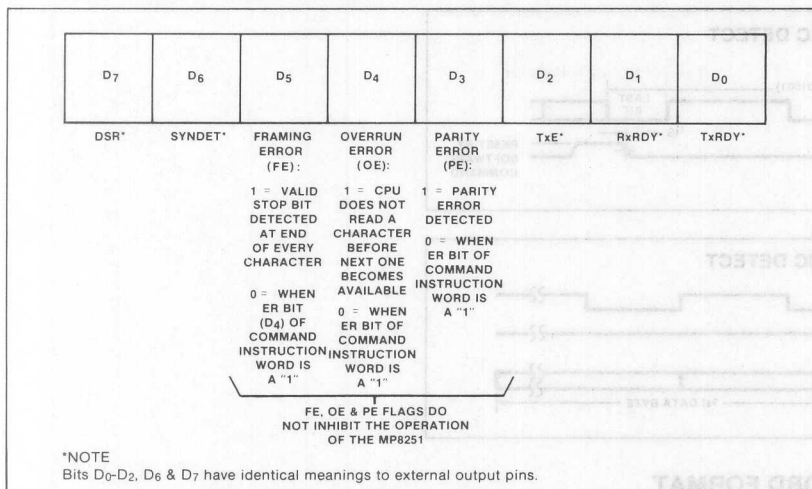 D7 D6 D5 D4 D3 D2 D1 D0
DSR* SYNDET* FRAMING ERROR (FE): OVERRUN ERROR (OE): PARITY ERROR (PE): TxE* RxRDY* TxRDY*
1 = VALID
STOP BIT
DETECTED
AT END
OF EVERY
CHARACTER
0 = WHEN
ER BIT
(D4) OF
COMMAND
INSTRUCTION
WORD IS
A "1"
1 = CPU
DOES NOT
READ A
CHARACTER
BEFORE
NEXT ONE
BECOMES
AVAILABLE
0 = WHEN
ER BIT OF
COMMAND
INSTRUCTION
WORD IS
A "1"
1 = PARITY
ERROR
DETECTED
0 = WHEN
ER BIT OF
COMMAND
INSTRUCTION
WORD IS
A "1"
FE, OE & PE FLAGS DO
NOT INHIBIT THE OPERATION
OF THE MP8251
*NOTE
Bits D0-D2, D6 & D7 have identical meanings to external output pins.